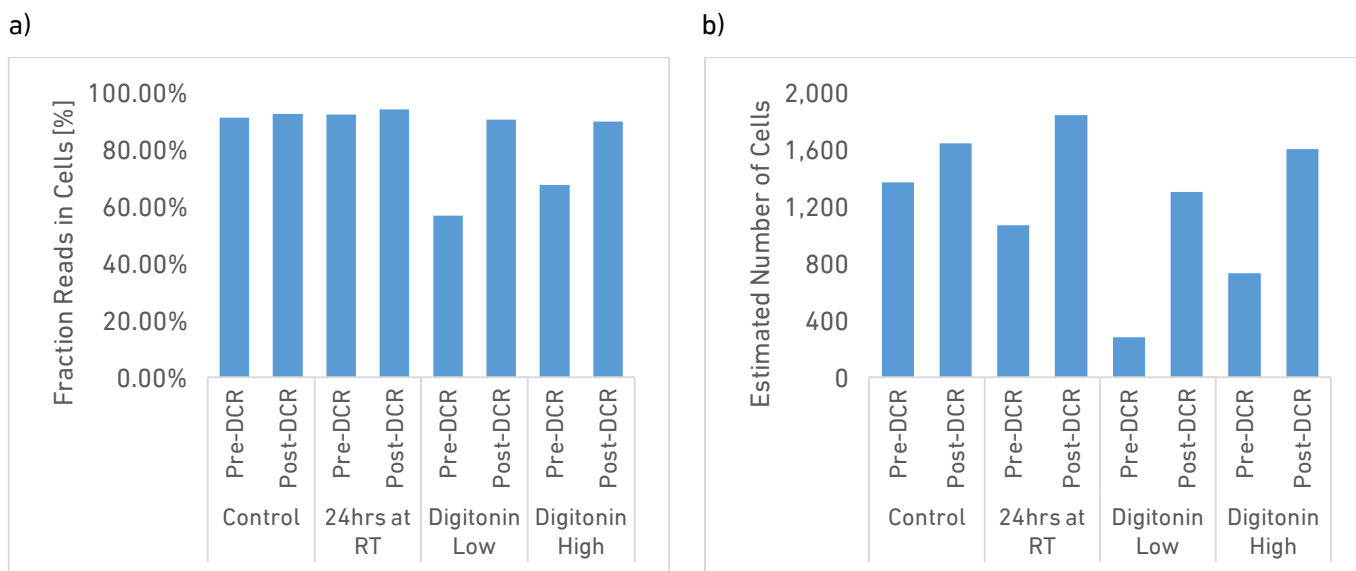 a)
Fraction Reads in Cells [%]
100.00%
80.00%
60.00%
40.00%
20.00%
0.00%
Pre-DCR
Post-DCR
Pre-DCR
Post-DCR
Pre-DCR
Post-DCR
Pre-DCR
Post-DCR
Control
24hrs at
RT
Digitonin
Low
Digitonin
High
b)
Estimated Number of Cells
2,000
1,600
1,200
800
400
0
Pre-DCR
Post-DCR
Pre-DCR
Post-DCR
Pre-DCR
Post-DCR
Pre-DCR
Post-DCR
Control
24hrs at
RT
Digitonin
Low
Digitonin
High